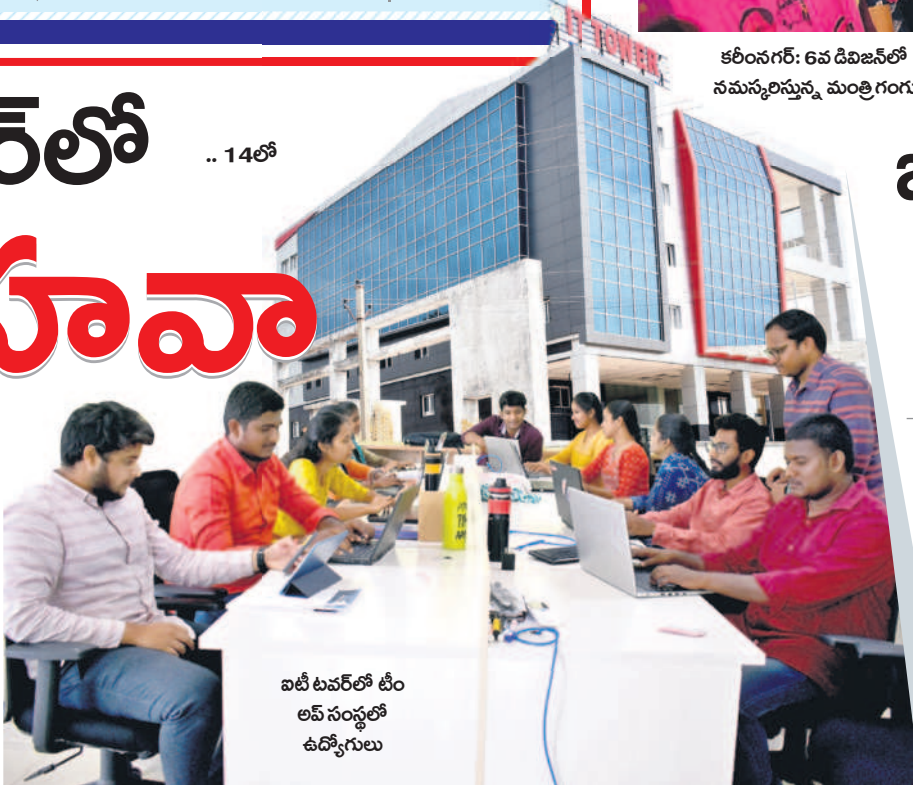 IT TOWER
కరీంనగర్: 6వ డివిజన్‌లో
నమస్కరిస్తున్న మంత్రి
.. 14లో
హవా
ఐటీ టవర్‌లో టీం
అప్ సంస్థలో
ఉద్యోగులు